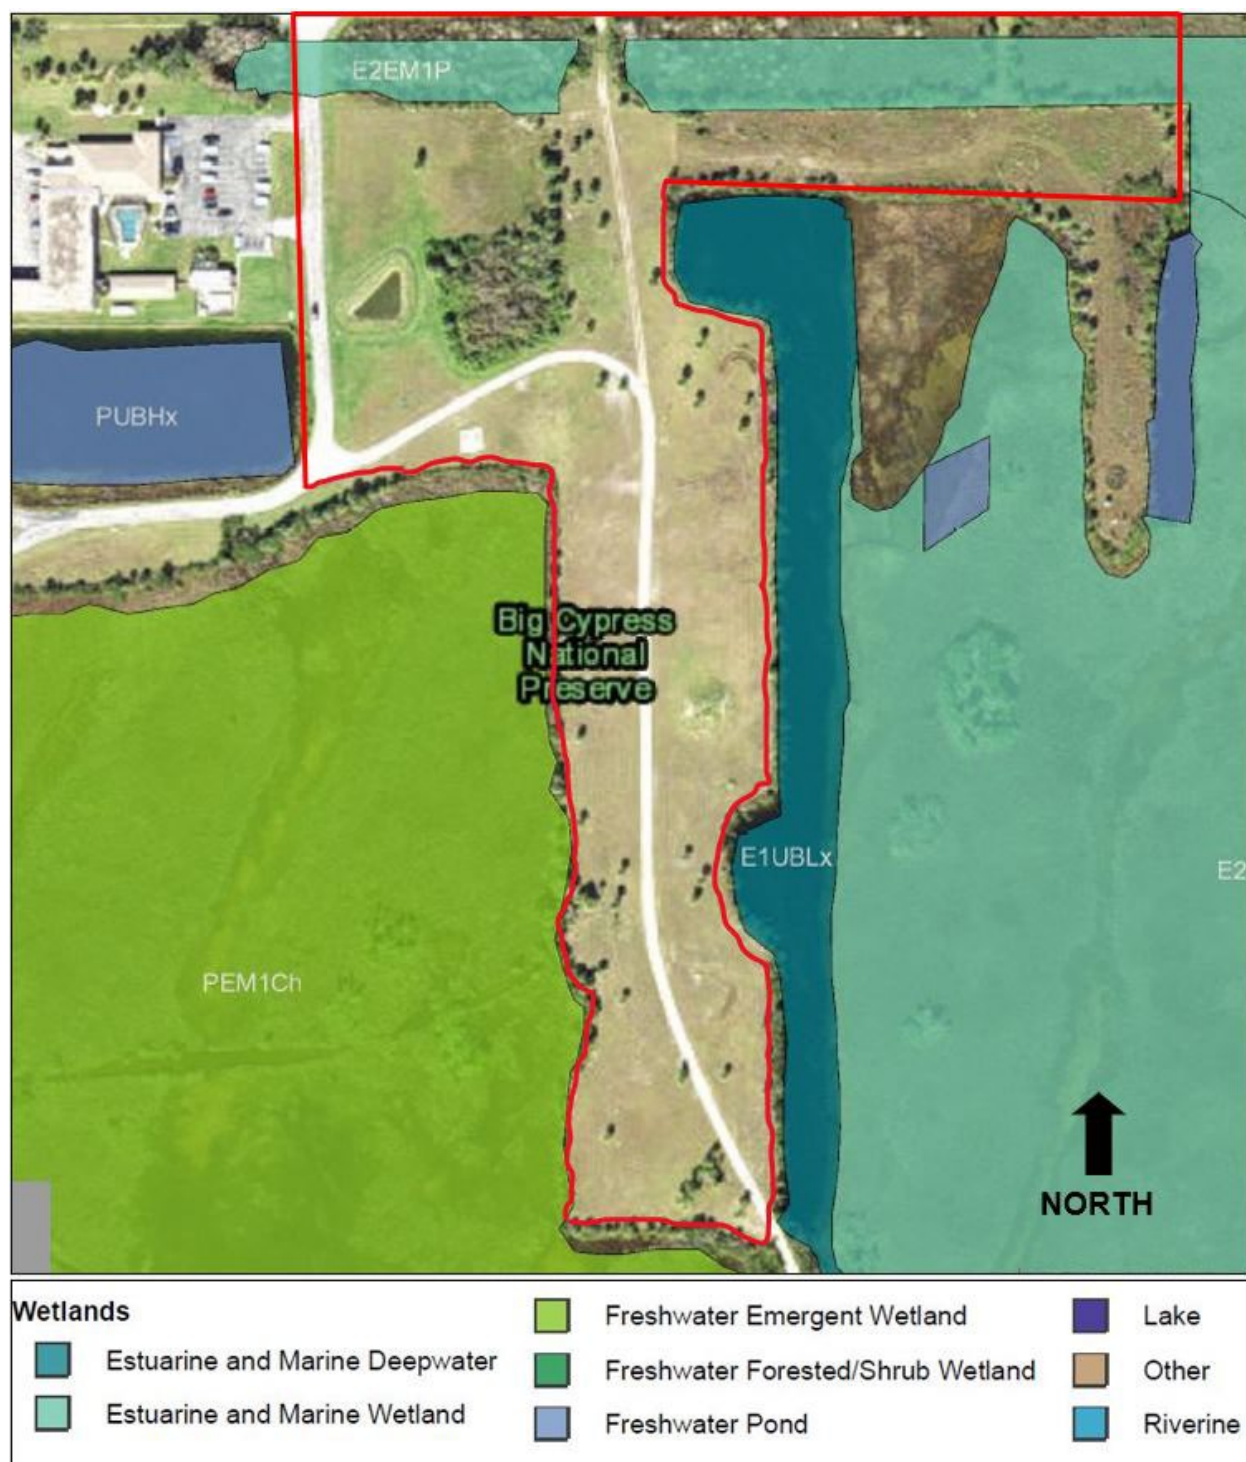 E2EM1P
PUBHx
Big Cypress
National
Preserve
E1UBLx
E2
PEM1Ch
NORTH
Wetlands
Estuarine and Marine Deepwater
Estuarine and Marine Wetland
Freshwater Emergent Wetland
Freshwater Forested/Shrub Wetland
Freshwater Pond
Lake
Other
Riverine